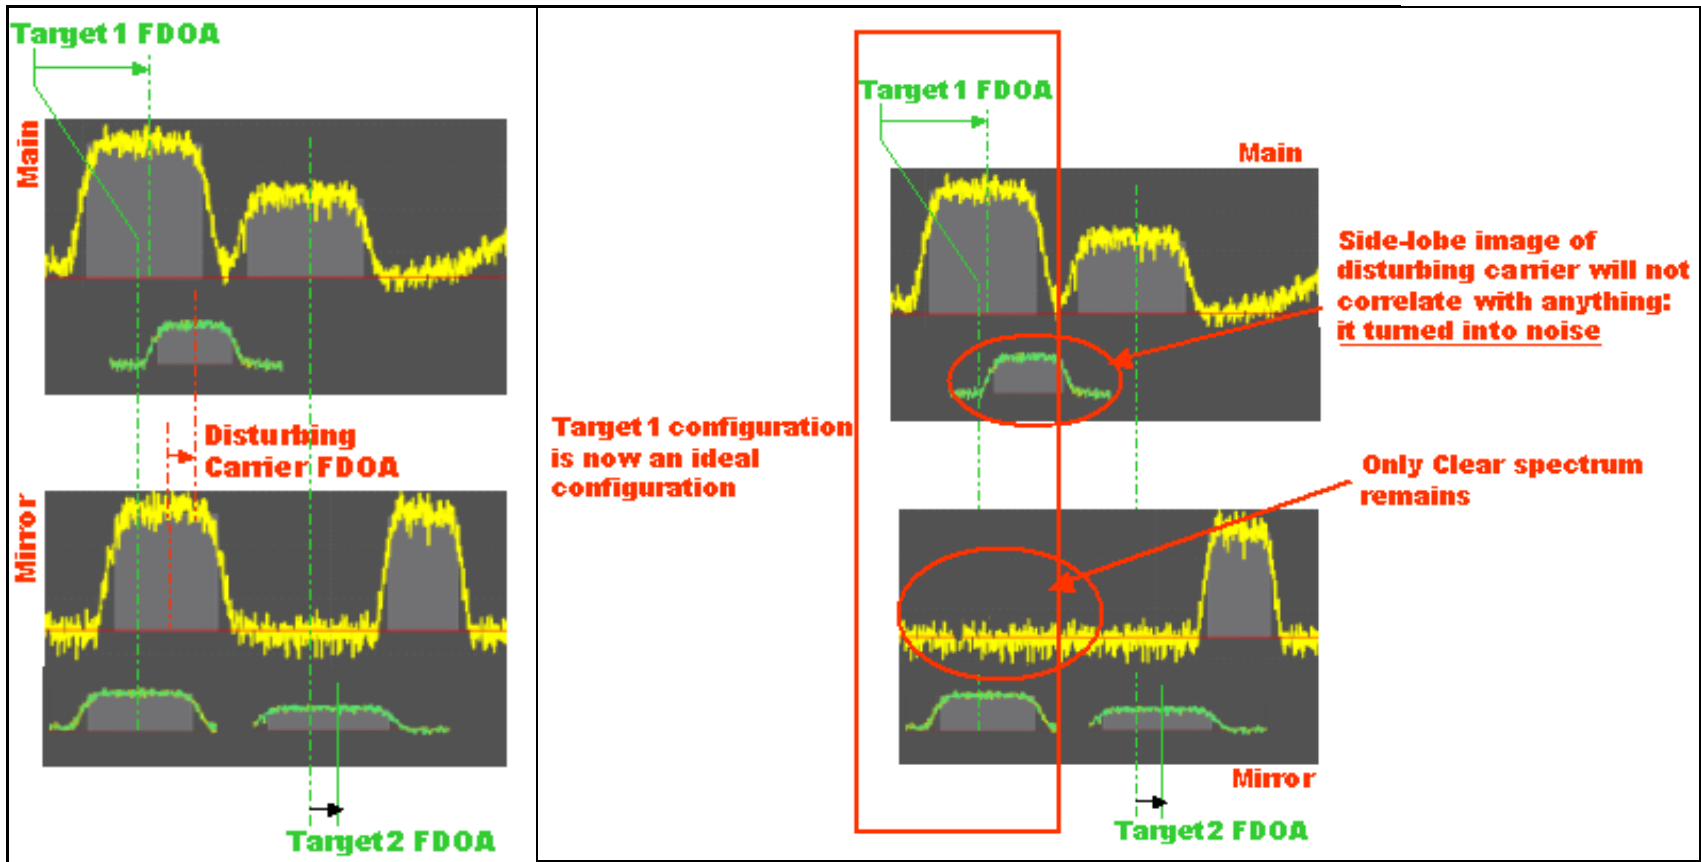 Target 1 FDOA
Main
Disturbing
Carrier FDOA
Mirror
Target 2 FDOA
Target 1 FDOA
Main
Side-lobe image of
disturbing carrier will not
correlate with anything:
it turned into noise
Target 1 configuration
is now an ideal
configuration
Only Clear spectrum
remains
Mirror
Target 2 FDOA